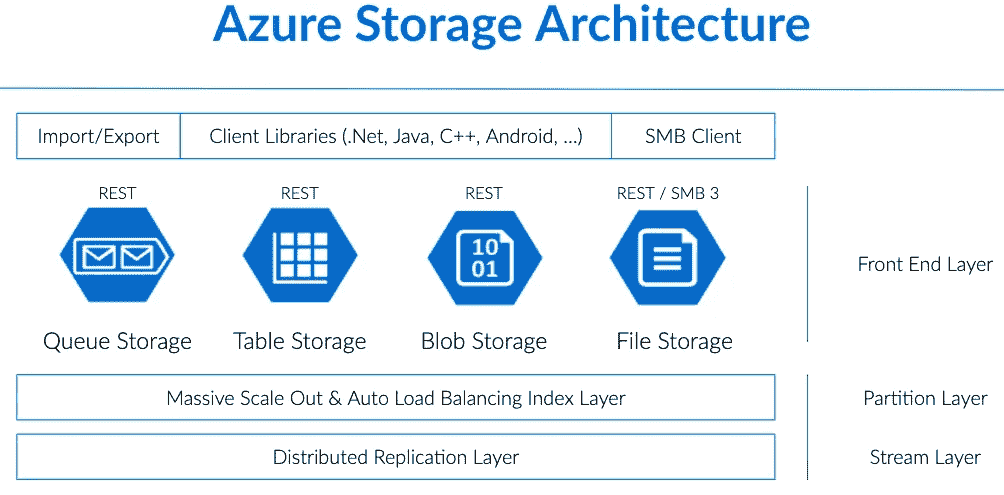 Azure Storage Architecture
Import/Export
Client Libraries (.Net, Java, C++, Android, ...)
SMB Client
REST
REST
REST
REST / SMB 3
10
01
Front End Layer
Queue Storage
Table Storage
Blob Storage
File Storage
Massive Scale Out & Auto Load Balancing Index Layer
Partition Layer
Distributed Replication Layer
Stream Layer